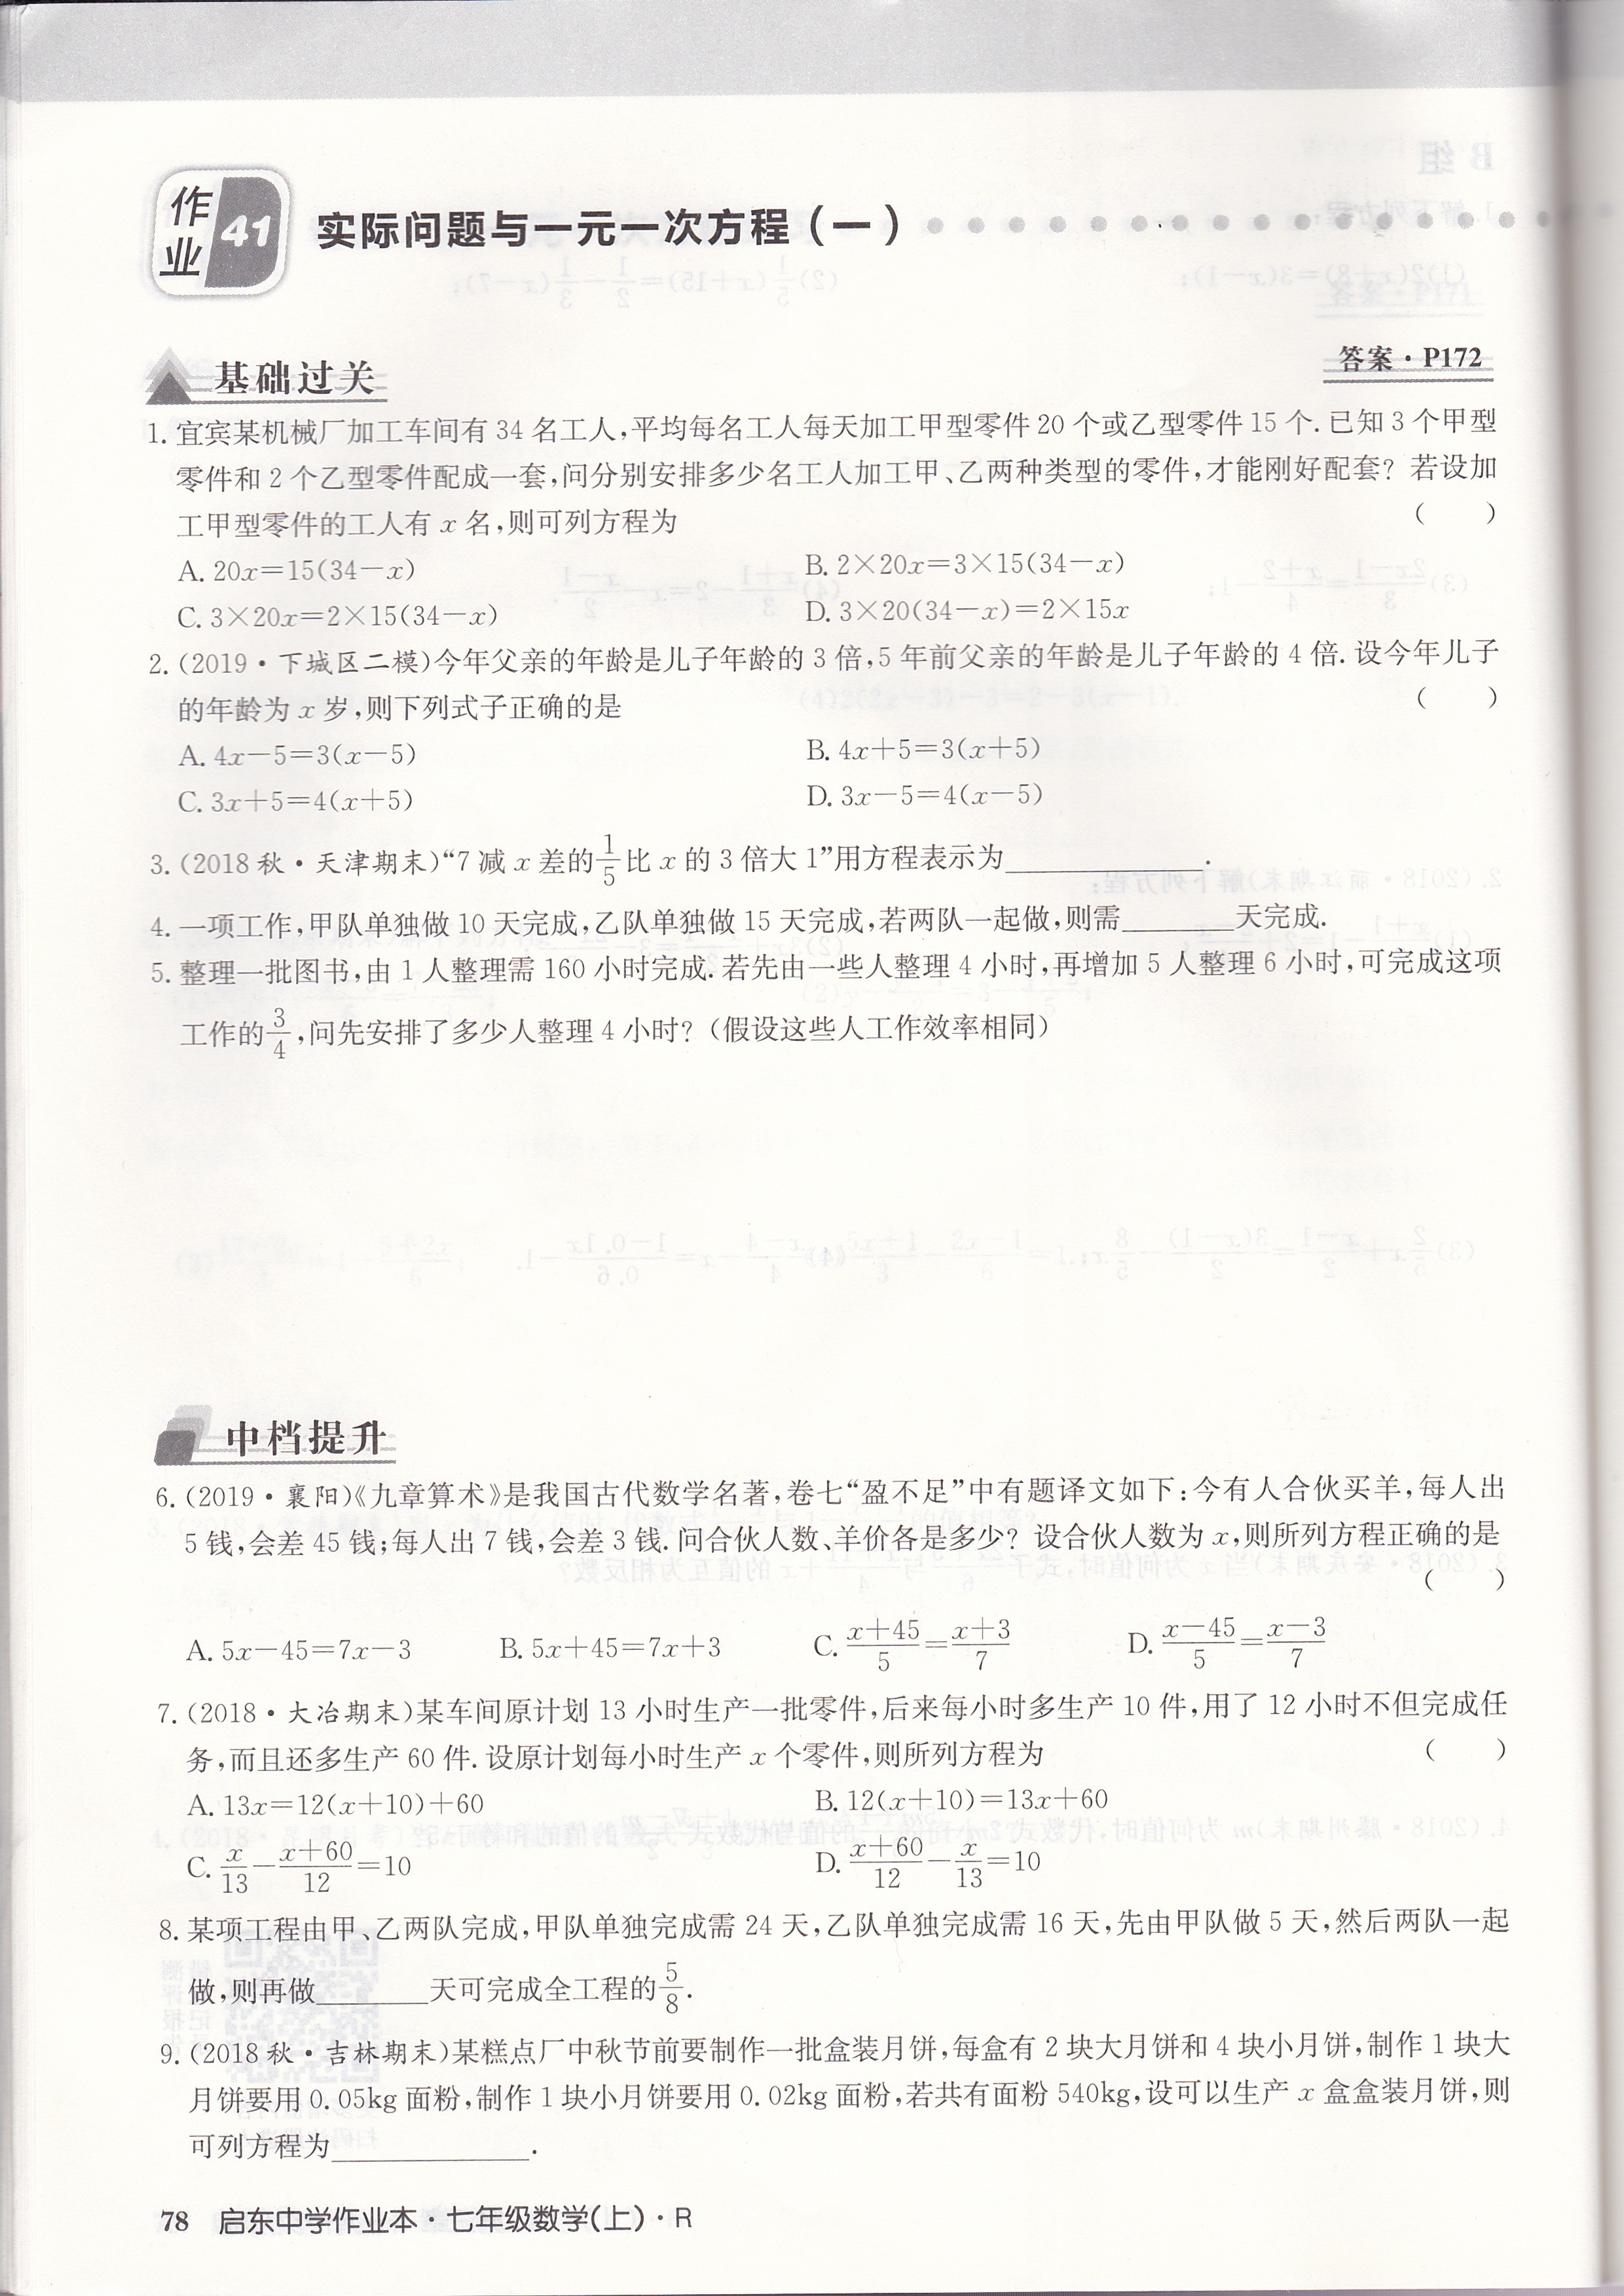 作业 41 实际问题与一元一次方程(一)
答案·P172
基础过关
1. 宜宾某机械厂加工车间有 34 名工人,平均每名工人每天加工甲型零件 20 个或乙型零件 15 个. 已知 3 个甲型
零件和 2 个乙型零件配成一套,问分别安排多少名工人加工甲、乙两种类型的零件,才能刚好配套? 若设加
工甲型零件的工人有 x 名,则可列方程为 ( )
A. 20x=15(34-x) B. 2×20x=3×15(34-x)
C. 3×20x=2×15(34-x) D. 3×20(34-x)=2×15x
2. (2019·下城区二模)今年父亲的年龄是儿子年龄的 3 倍,5 年前父亲的年龄是儿子年龄的 4 倍. 设今年儿子
的年龄为 x 岁,则下列式子正确的是 ( )
A. 4x-5=3(x-5) B. 4x+5=3(x+5)
C. 3x+5=4(x+5) D. 3x-5=4(x-5)
3. (2018秋·天津期末)“7 减 x 差的 1/5 比 x 的 3 倍大 1”用方程表示为______.
4. 一项工作,甲队单独做 10 天完成,乙队单独做 15 天完成,若两队一起做,则需____天完成.
5. 整理一批图书,由 1 人整理需 160 小时完成. 若先由一些人整理 4 小时,再增加 5 人整理 6 小时,可完成这项
工作的 3/4,问先安排了多少人整理 4 小时? (假设这些人工作效率相同)
中档提升
6. (2019·襄阳)《九章算术》是我国古代数学名著,卷七“盈不足”中有题译文如下:今有人合伙买羊,每人出
5 钱,会差 45 钱;每人出 7 钱,会差 3 钱. 问合伙人数、羊价各是多少? 设合伙人数为 x,则所列方程正确的是
( )
A. 5x-45=7x-3 B. 5x+45=7x+3 C. (x+45)/5=(x+3)/7 D. (x-45)/5=(x-3)/7
7. (2018·大冶期末)某车间原计划 13 小时生产一批零件,后来每小时多生产 10 件,用了 12 小时不但完成任
务,而且还多生产 60 件. 设原计划每小时生产 x 个零件,则所列方程为 ( )
A. 13x=12(x+10)+60 B. 12(x+10)=13x+60
C. x/13-(x+60)/12=10 D. (x+60)/12-x/13=10
8. 某项工程由甲、乙两队完成,甲队单独完成需 24 天,乙队单独完成需 16 天,先由甲队做 5 天,然后两队一起
做,则再做____天可完成全工程的 5/8.
9. (2018秋·吉林期末)某糕点厂中秋节前要制作一批盒装月饼,每盒有 2 块大月饼和 4 块小月饼,制作 1 块大
月饼要用 0.05kg 面粉,制作 1 块小月饼要用 0.02kg 面粉,若共有面粉 540kg,设可以生产 x 盒盒装月饼,则
可列方程为______.
78 启东中学作业本·七年级数学(上)·R